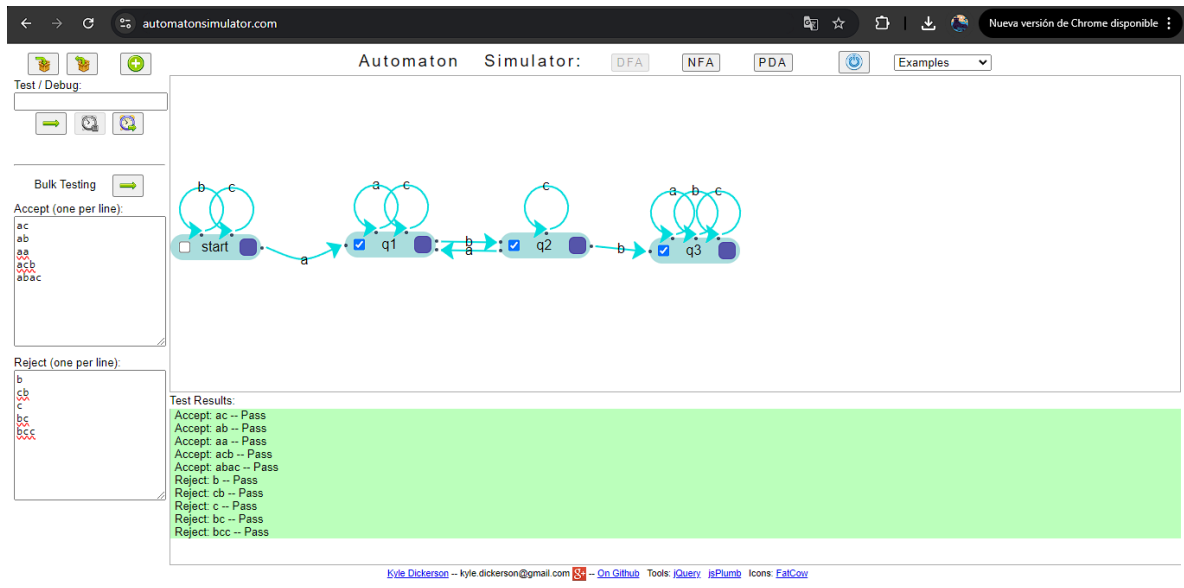 automatonsimulator.com
Nueva versión de Chrome disponible
Automaton Simulator: DFA NFA PDA Examples
Test / Debug:
Bulk Testing
Accept (one per line):
ac
ab
aa
acb
abac
Reject (one per line):
b
cb
c
bc
bcc
b c
a c
c
a b c
start
q1
q2
q3
a
b
a
b
Test Results:
Accept: ac -- Pass
Accept: ab -- Pass
Accept: aa -- Pass
Accept: acb -- Pass
Accept: abac -- Pass
Reject: b -- Pass
Reject: cb -- Pass
Reject: c -- Pass
Reject: bc -- Pass
Reject: bcc -- Pass
Kyle Dickerson -- kyle.dickerson@gmail.com g+ -- On Github Tools: jQuery jsPlumb Icons: FatCow